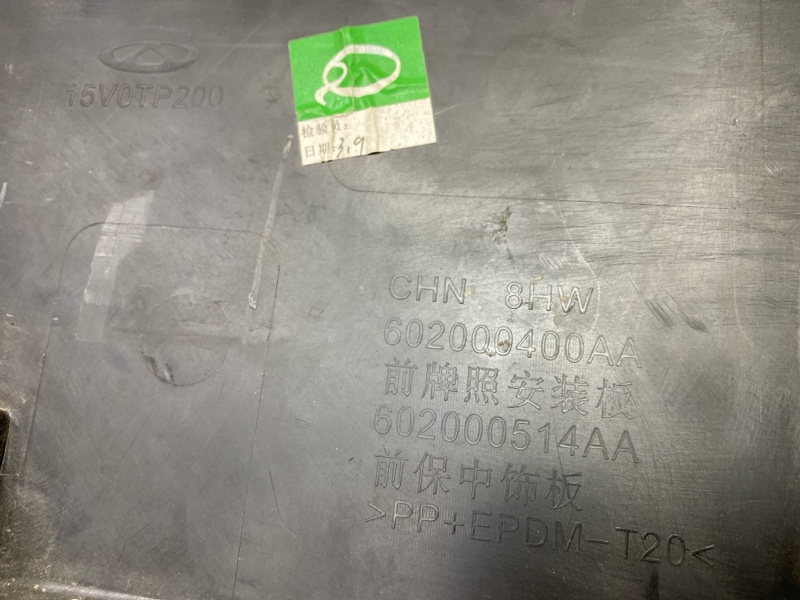 15V0TP200
检验员:
日期:3.9
CHN 8HW
602000400AA
前牌照安装板
602000514AA
前保中饰板
>PP+EPDM-T20<